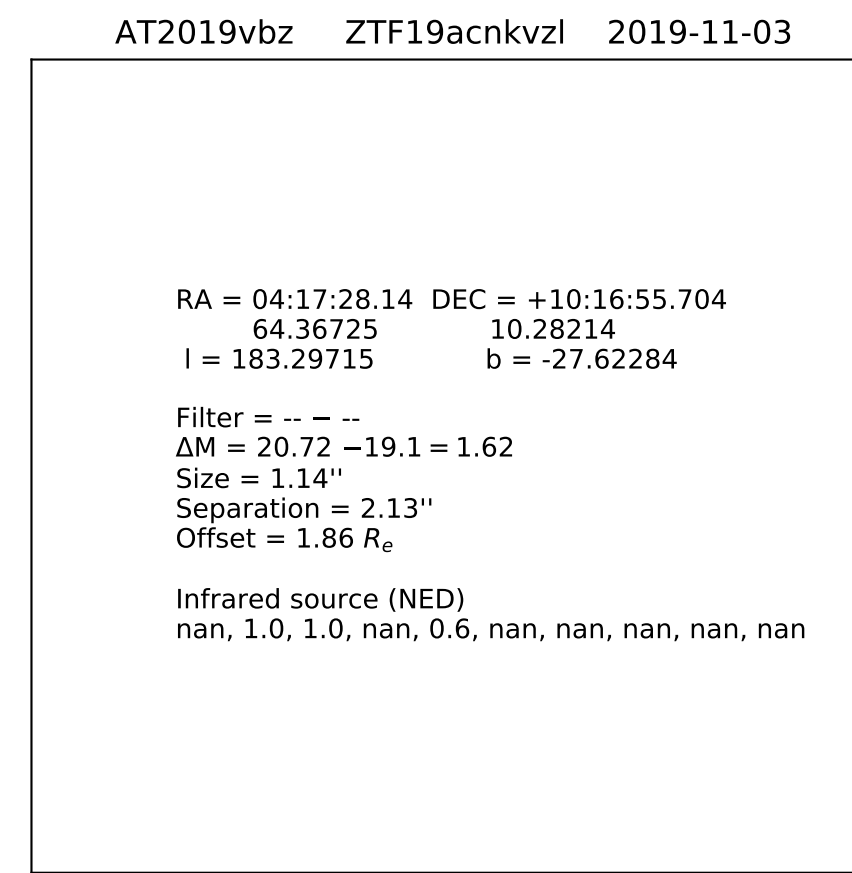 AT2019vbz ZTF19acnkvzl 2019-11-03
RA = 04:17:28.14 DEC = +10:16:55.704
64.36725 10.28214
l = 183.29715 b = -27.62284
Filter = -- − --
ΔM = 20.72 −19.1 = 1.62
Size = 1.14''
Separation = 2.13''
Offset = 1.86 Rₑ
Infrared source (NED)
nan, 1.0, 1.0, nan, 0.6, nan, nan, nan, nan, nan